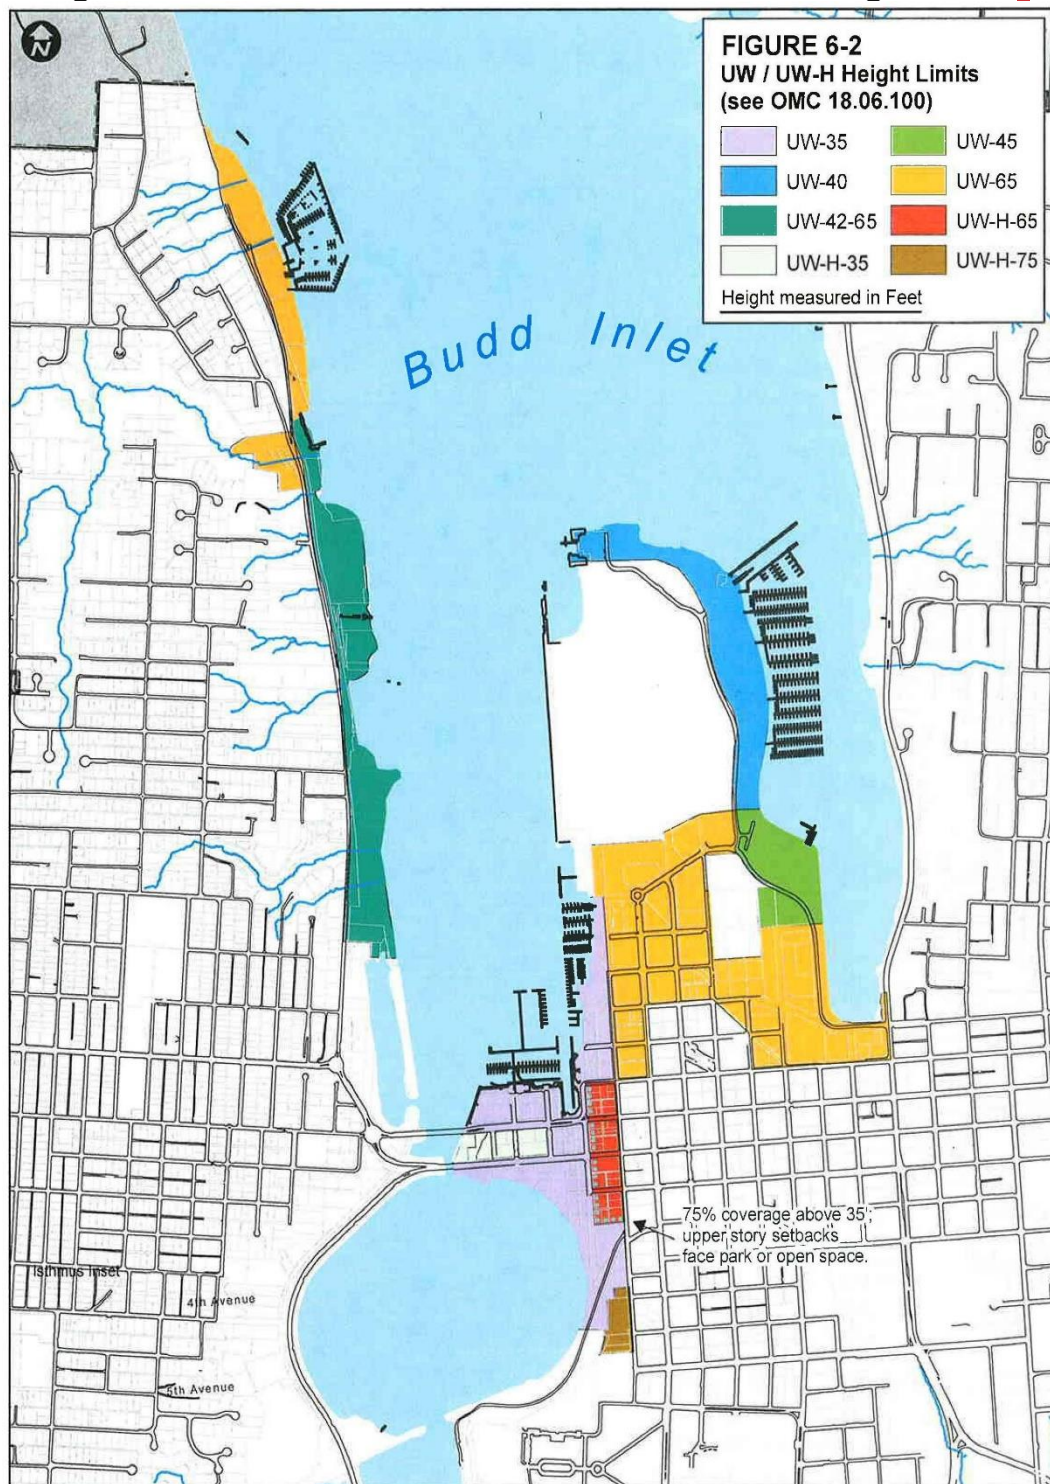 N
FIGURE 6-2
UW / UW-H Height Limits
(see OMC 18.06.100)
UW-35
UW-45
UW-40
UW-65
UW-42-65
UW-H-65
UW-H-35
UW-H-75
Height measured in Feet
Budd Inlet
75% coverage above 35';
upper story setbacks
face park or open space.
Isthmus Inset
4th Avenue
5th Avenue